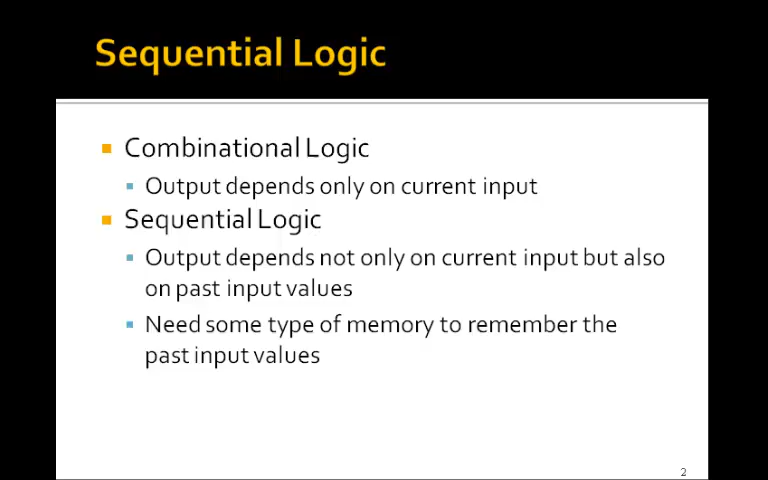 Sequential Logic
Combinational Logic
Output depends only on current input
Sequential Logic
Output depends not only on current input but also
on past input values
Need some type of memory to remember the
past input values
2